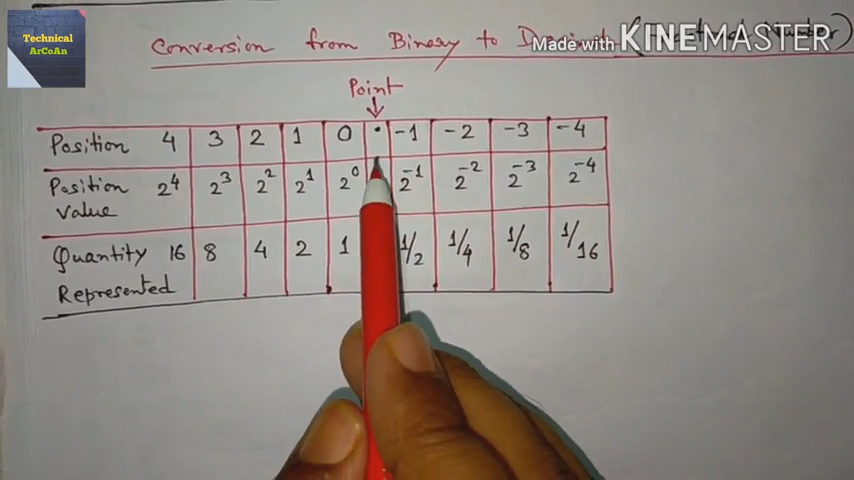 Technical
ArCoAn
Conversion from Binary to
Made with KINEMASTER
Point
Position 4 3 2 1 0 . -1 -2 -3 -4
Position 2⁴ 2³ 2² 2¹ 2⁰ 2⁻¹ 2⁻² 2⁻³ 2⁻⁴
Value
Quantity 16 8 4 2 1 1/2 1/4 1/8 1/16
Represented